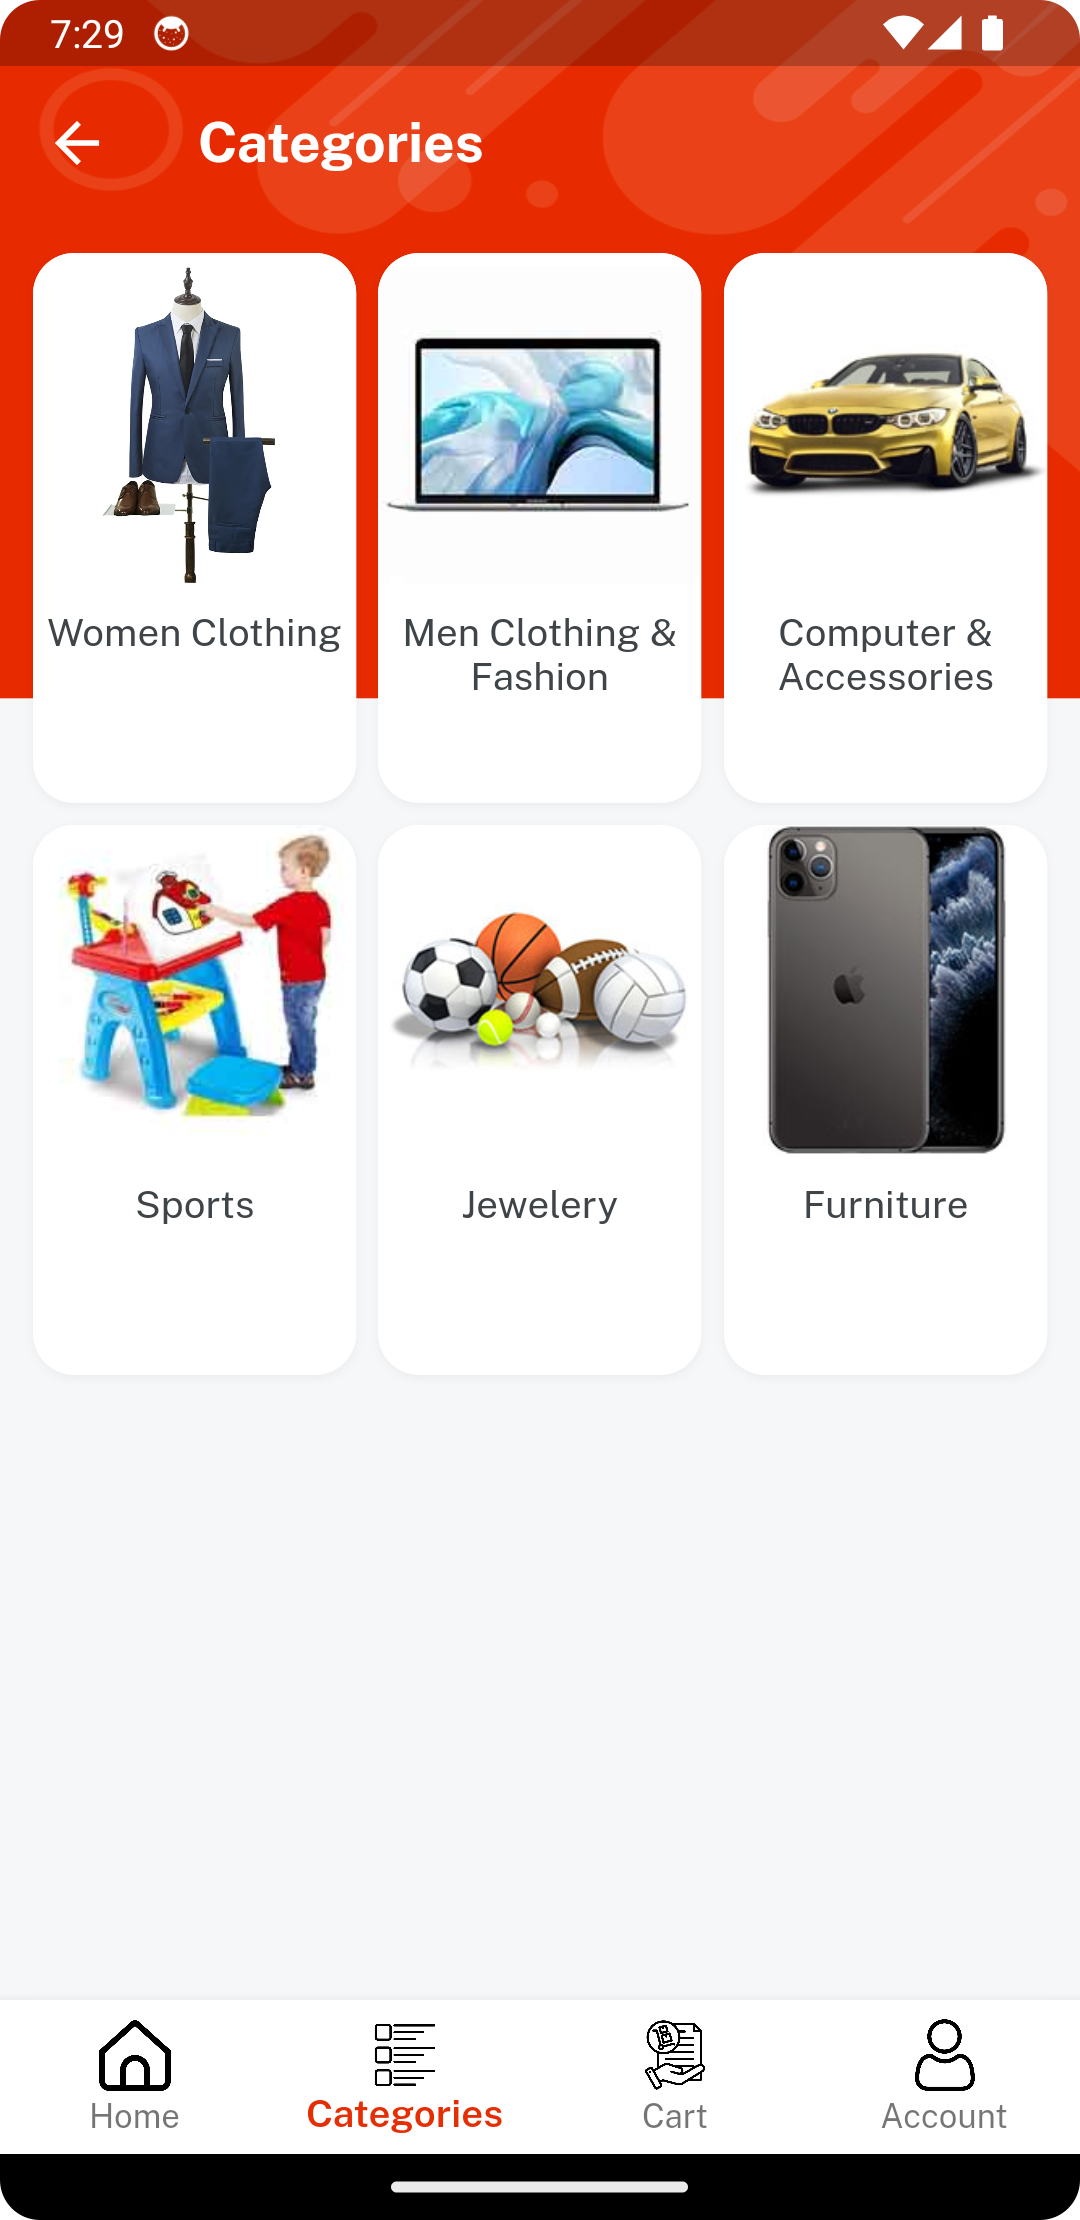 7:29
Categories
Women Clothing
Men Clothing &
Fashion
Computer &
Accessories
Sports
Jewelery
Furniture
Home
Categories
Cart
Account